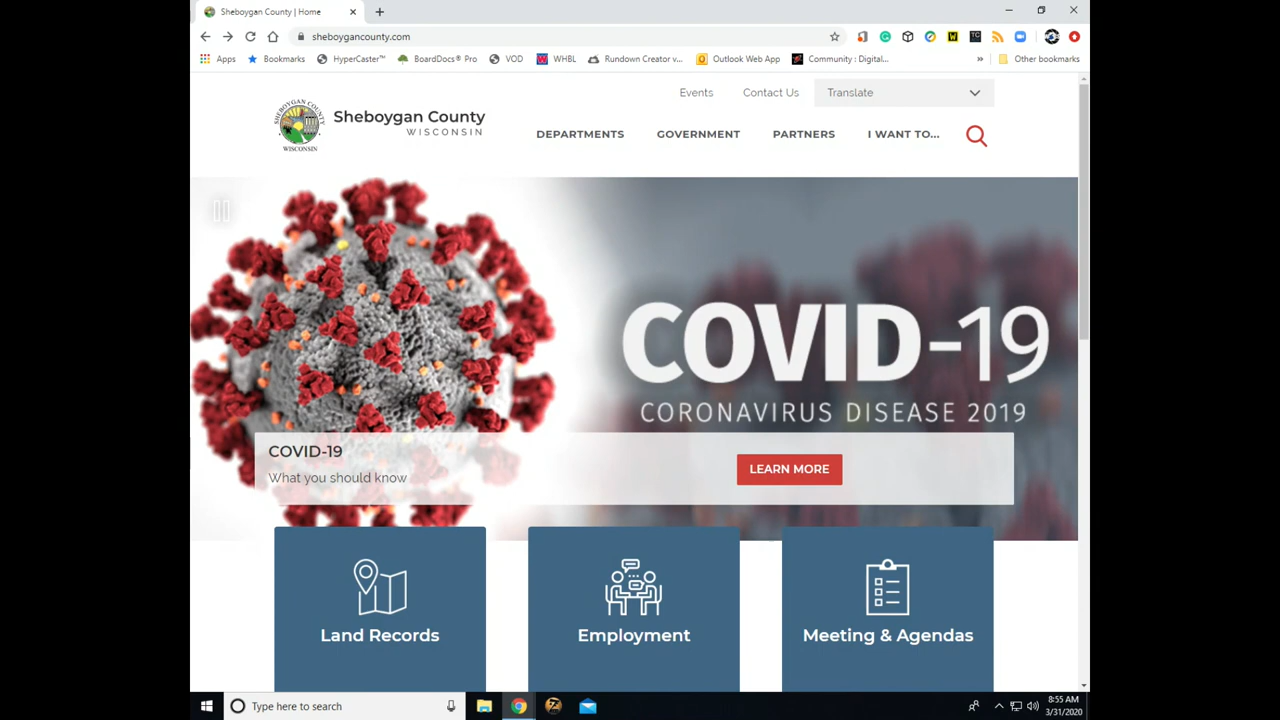 Sheboygan County | Home
sheboygancounty.com
Apps Bookmarks HyperCaster™ BoardDocs® Pro VOD WHBL Rundown Creator v... Outlook Web App Community : Digital... » Other bookmarks
Events Contact Us Translate
SHEBOYGAN COUNTY
WISCONSIN
Sheboygan County
WISCONSIN
DEPARTMENTS GOVERNMENT PARTNERS I WANT TO...
COVID-19
CORONAVIRUS DISEASE 2019
COVID-19
What you should know
LEARN MORE
Land Records Employment Meeting & Agendas
Type here to search
8:55 AM
3/31/2020